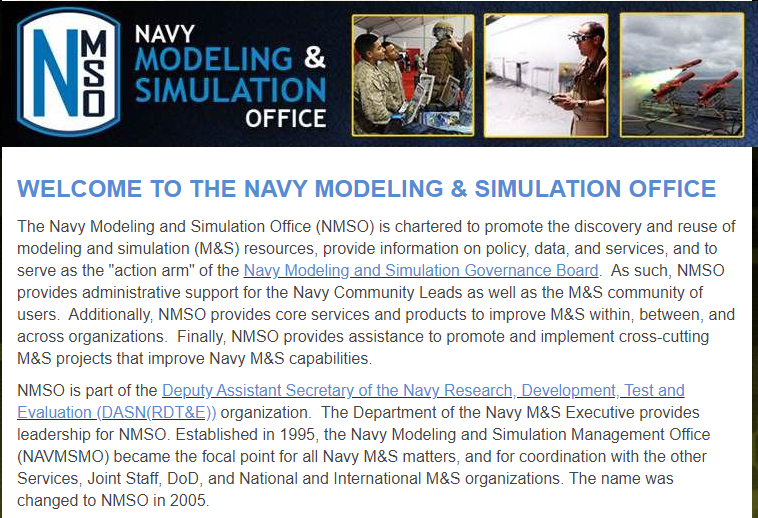 NMSO
NAVY
MODELING &
SIMULATION
OFFICE
WELCOME TO THE NAVY MODELING & SIMULATION OFFICE
The Navy Modeling and Simulation Office (NMSO) is chartered to promote the discovery and reuse of
modeling and simulation (M&S) resources, provide information on policy, data, and services, and to
serve as the "action arm" of the Navy Modeling and Simulation Governance Board.  As such, NMSO
provides administrative support for the Navy Community Leads as well as the M&S community of
users.  Additionally, NMSO provides core services and products to improve M&S within, between, and
across organizations.  Finally, NMSO provides assistance to promote and implement cross-cutting
M&S projects that improve Navy M&S capabilities.
NMSO is part of the Deputy Assistant Secretary of the Navy Research, Development, Test and
Evaluation (DASN(RDT&E)) organization.  The Department of the Navy M&S Executive provides
leadership for NMSO. Established in 1995, the Navy Modeling and Simulation Management Office
(NAVMSMO) became the focal point for all Navy M&S matters, and for coordination with the other
Services, Joint Staff, DoD, and National and International M&S organizations. The name was
changed to NMSO in 2005.